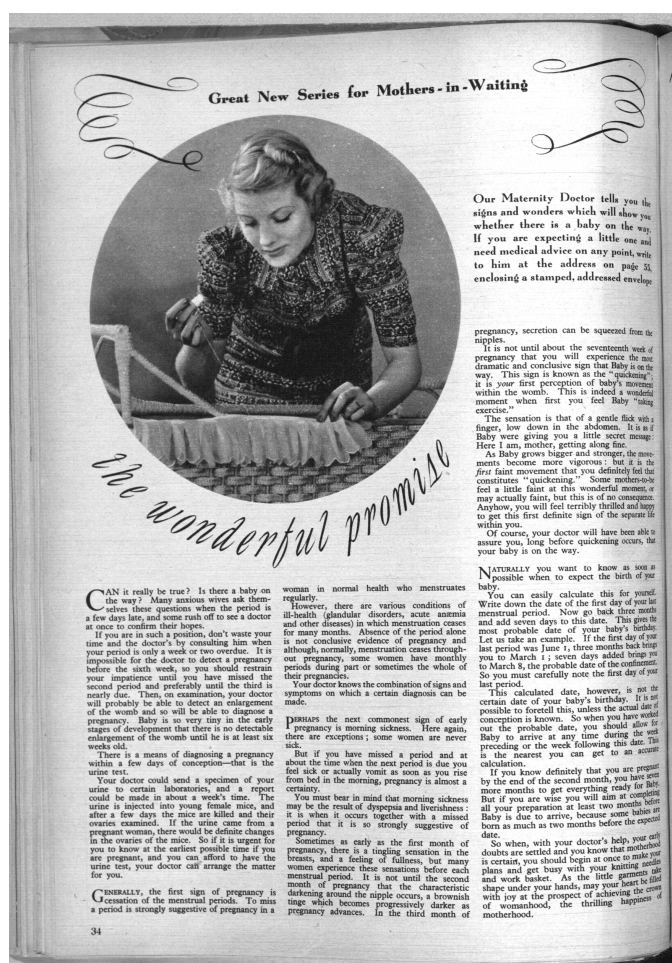 Great New Series for Mothers-in-Waiting
Our Maternity Doctor tells you the
signs and wonders which will show you
whether there is a baby on the way.
If you are expecting a little one and
need medical advice on any point, write
to him at the address on page 55,
enclosing a stamped, addressed envelope
the wonderful promise
CAN it really be true? Is there a baby on
the way? Many anxious wives ask them-
selves these questions when the period is
a few days late, and some rush off to see a doctor
at once to confirm their hopes.
If you are in such a position, don't waste your
time and the doctor's by consulting him when
your period is only a week or two overdue. It is
impossible for the doctor to detect a pregnancy
before the sixth week, so you should restrain
your impatience until you have missed the
second period and preferably until the third is
nearly due. Then, on examination, your doctor
will probably be able to detect an enlargement
of the womb and so will be able to diagnose a
pregnancy. Baby is so very tiny in the early
stages of development that there is no detectable
enlargement of the womb until he is at least six
weeks old.
There is a means of diagnosing a pregnancy
within a few days of conception—that is the
urine test.
Your doctor could send a specimen of your
urine to certain laboratories, and a report
could be made in about a week's time. The
urine is injected into young female mice, and
after a few days the mice are killed and their
ovaries examined. If the urine came from a
pregnant woman, there would be definite changes
in the ovaries of the mice. So if it is urgent for
you to know at the earliest possible time if you
are pregnant, and you can afford to have the
urine test, your doctor can arrange the matter
for you.
GENERALLY, the first sign of pregnancy is
cessation of the menstrual periods. To miss
a period is strongly suggestive of pregnancy in a
woman in normal health who menstruates
regularly.
However, there are various conditions of
ill-health (glandular disorders, acute anæmia
and other diseases) in which menstruation ceases
for many months. Absence of the period alone
is not conclusive evidence of pregnancy and
although, normally, menstruation ceases through-
out pregnancy, some women have monthly
periods during part or sometimes the whole of
their pregnancies.
Your doctor knows the combination of signs and
symptoms on which a certain diagnosis can be
made.
PERHAPS the next commonest sign of early
pregnancy is morning sickness. Here again,
there are exceptions; some women are never
sick.
But if you have missed a period and at
about the time when the next period is due you
feel sick or actually vomit as soon as you rise
from bed in the morning, pregnancy is almost a
certainty.
You must bear in mind that morning sickness
may be the result of dyspepsia and liverishness:
it is when it occurs together with a missed
period that it is so strongly suggestive of
pregnancy.
Sometimes as early as the first month of
pregnancy, there is a tingling sensation in the
breasts, and a feeling of fullness, but many
women experience these sensations before each
menstrual period. It is not until the second
month of pregnancy that the characteristic
darkening around the nipple occurs, a brownish
tinge which becomes progressively darker as
pregnancy advances. In the third month of
pregnancy, secretion can be squeezed from the
nipples.
It is not until about the seventeenth week of
pregnancy that you will experience the most
dramatic and conclusive sign that Baby is on the
way. This sign is known as the "quickening";
it is your first perception of baby's movement
within the womb. This is indeed a wonderful
moment when first you feel Baby "taking
exercise."
The sensation is that of a gentle flick with a
finger, low down in the abdomen. It is as if
Baby were giving you a little secret message:
Here I am, mother, getting along fine.
As Baby grows bigger and stronger, the move-
ments become more vigorous: but it is the
first faint movement that you definitely feel that
constitutes "quickening." Some mothers-to-be
feel a little faint at this wonderful moment, or
may actually faint, but this is of no consequence.
Anyhow, you will feel terribly thrilled and happy
to get this first definite sign of the separate life
within you.
Of course, your doctor will have been able to
assure you, long before quickening occurs, that
your baby is on the way.
NATURALLY you want to know as soon as
possible when to expect the birth of your
baby.
You can easily calculate this for yourself.
Write down the date of the first day of your last
menstrual period. Now go back three months
and add seven days to this date. This gives the
most probable date of your baby's birthday.
Let us take an example. If the first day of your
last period was June 1, three months back brings
you to March 1; seven days added brings you
to March 8, the probable date of the confinement.
So you must carefully note the first day of your
last period.
This calculated date, however, is not the
certain date of your baby's birthday. It is not
possible to foretell this, unless the actual date of
conception is known. So when you have worked
out the probable date, you should allow for
Baby to arrive at any time during the week
preceding or the week following this date. This
is the nearest you can get to an accurate
calculation.
If you know definitely that you are pregnant
by the end of the second month, you have seven
more months to get everything ready for Baby.
But if you are wise you will aim at completing
all your preparation at least two months before
Baby is due to arrive, because some babies are
born as much as two months before the expected
date.
So when, with your doctor's help, your early
doubts are settled and you know that motherhood
is certain, you should begin at once to make your
plans and get busy with your knitting needles
and work basket. As the little garments take
shape under your hands, may your heart be filled
with joy at the prospect of achieving the crown
of womanhood, the thrilling happiness of
motherhood.
34